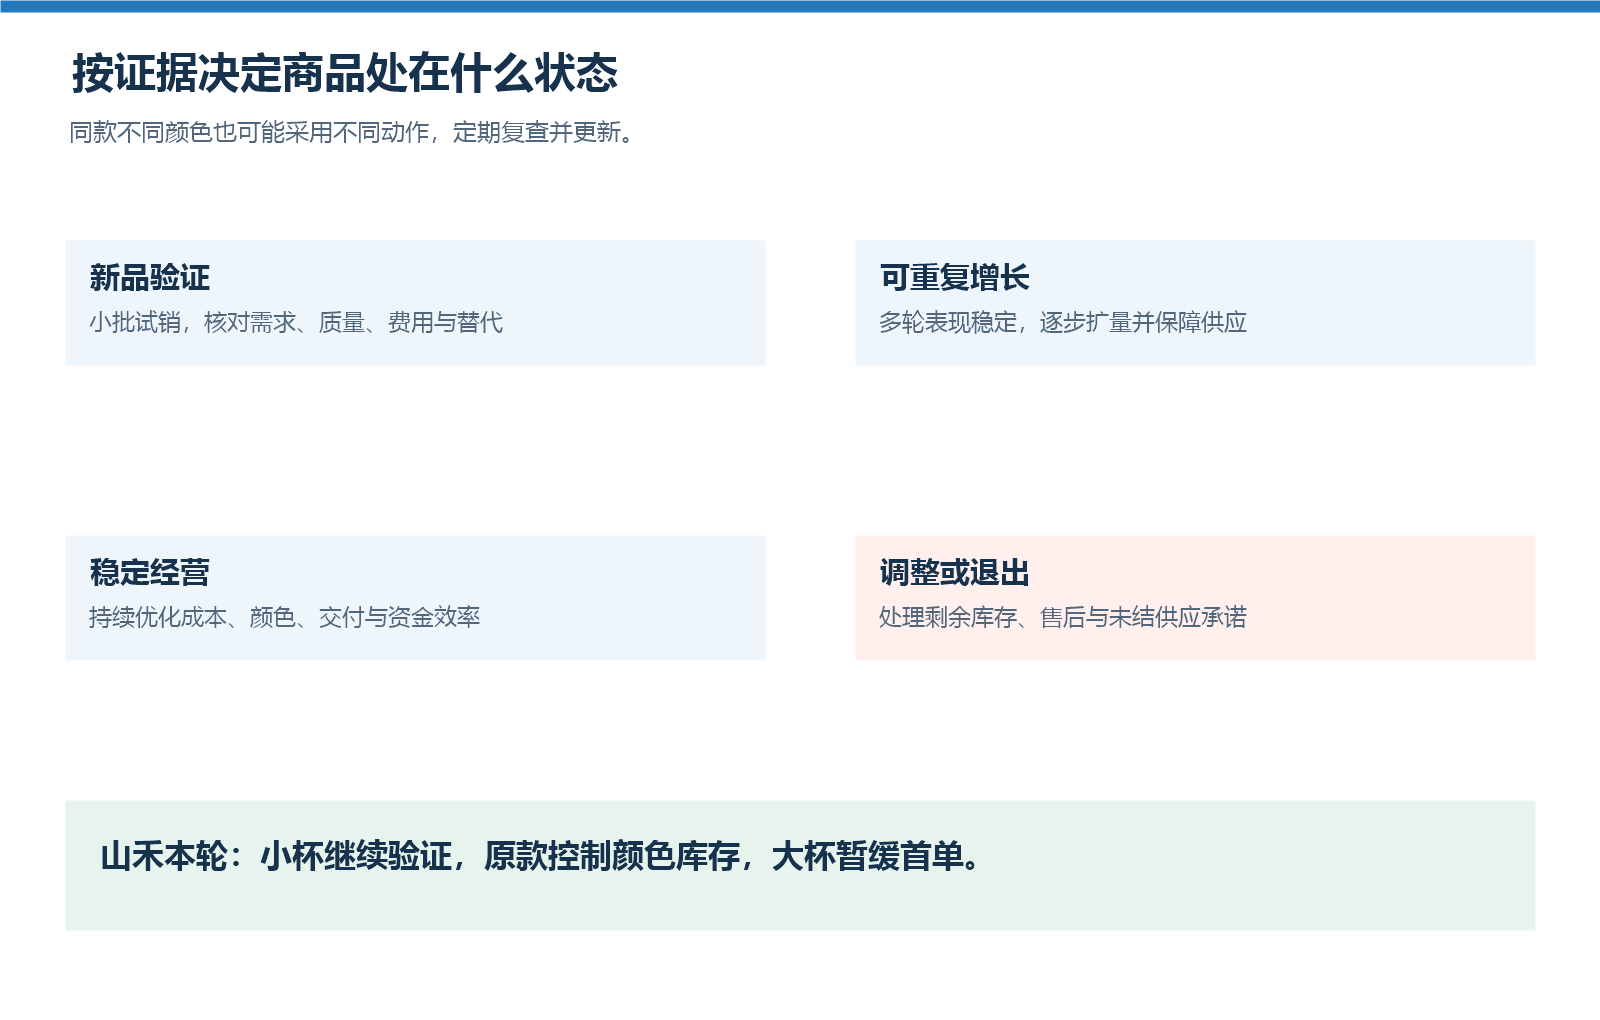 按证据决定商品处在什么状态
同款不同颜色也可能采用不同动作，定期复查并更新。
新品验证
小批试销，核对需求、质量、费用与替代
可重复增长
多轮表现稳定，逐步扩量并保障供应
稳定经营
持续优化成本、颜色、交付与资金效率
调整或退出
处理剩余库存、售后与未结供应承诺
山禾本轮：小杯继续验证，原款控制颜色库存，大杯暂缓首单。